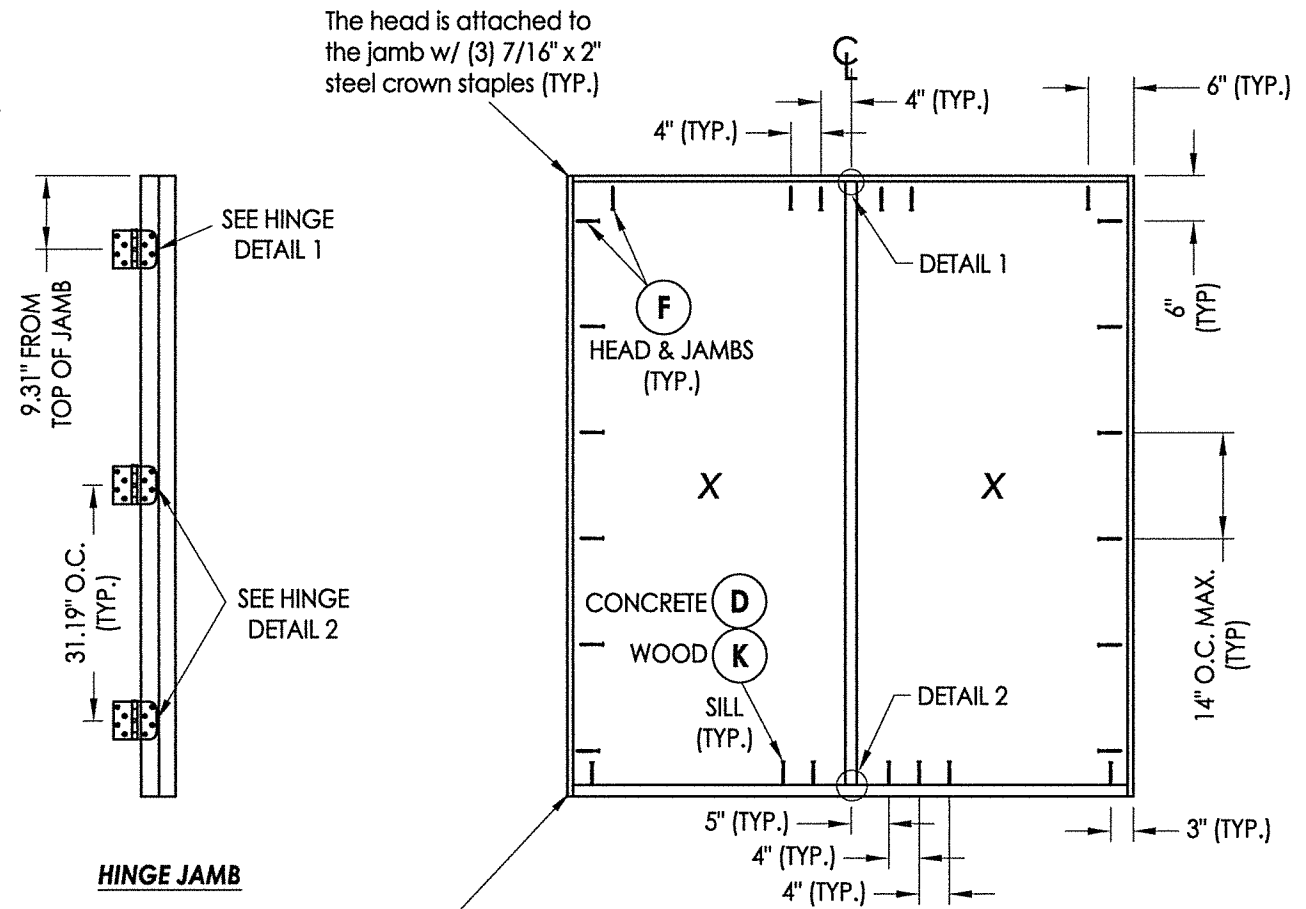 The head is attached to
the jamb w/ (3) 7/16" x 2"
steel crown staples (TYP.)
℄
4" (TYP.)
4" (TYP.)
6" (TYP.)
SEE HINGE
DETAIL 1
9.31" FROM
TOP OF JAMB
DETAIL 1
6"
(TYP)
F
HEAD & JAMBS
(TYP.)
X
X
31.19" O.C.
(TYP.)
SEE HINGE
DETAIL 2
CONCRETE D
WOOD K
SILL
(TYP.)
DETAIL 2
14" O.C. MAX.
(TYP)
5" (TYP.)
4" (TYP.)
4" (TYP.)
3" (TYP.)
HINGE JAMB